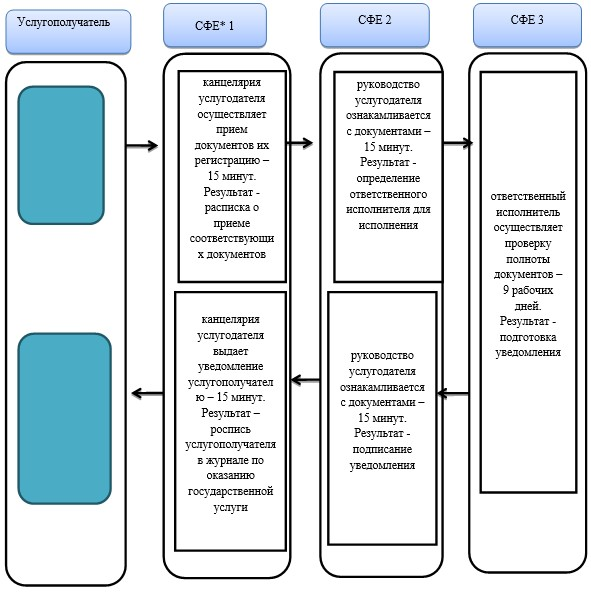 Услугополучатель
СФЕ* 1
СФЕ 2
СФЕ 3
канцелярия
услугодателя
осуществляет
прием
документов их
регистрацию –
15 минут.
Результат -
расписка о
приеме
соответствующи
х документов
руководство
услугодателя
ознакамливается
с документами –
15 минут.
Результат -
определение
ответственного
исполнителя для
исполнения
ответственный
исполнитель
осуществляет
проверку
полноты
документов –
9 рабочих
дней.
Результат -
подготовка
уведомления
руководство
услугодателя
ознакамливается
с документами –
15 минут.
Результат -
подписание
уведомления
канцелярия
услугодателя
выдает
уведомление
услугополучател
ю – 15 минут.
Результат –
роспись
услугополучателя
в журнале по
оказанию
государственной
услуги